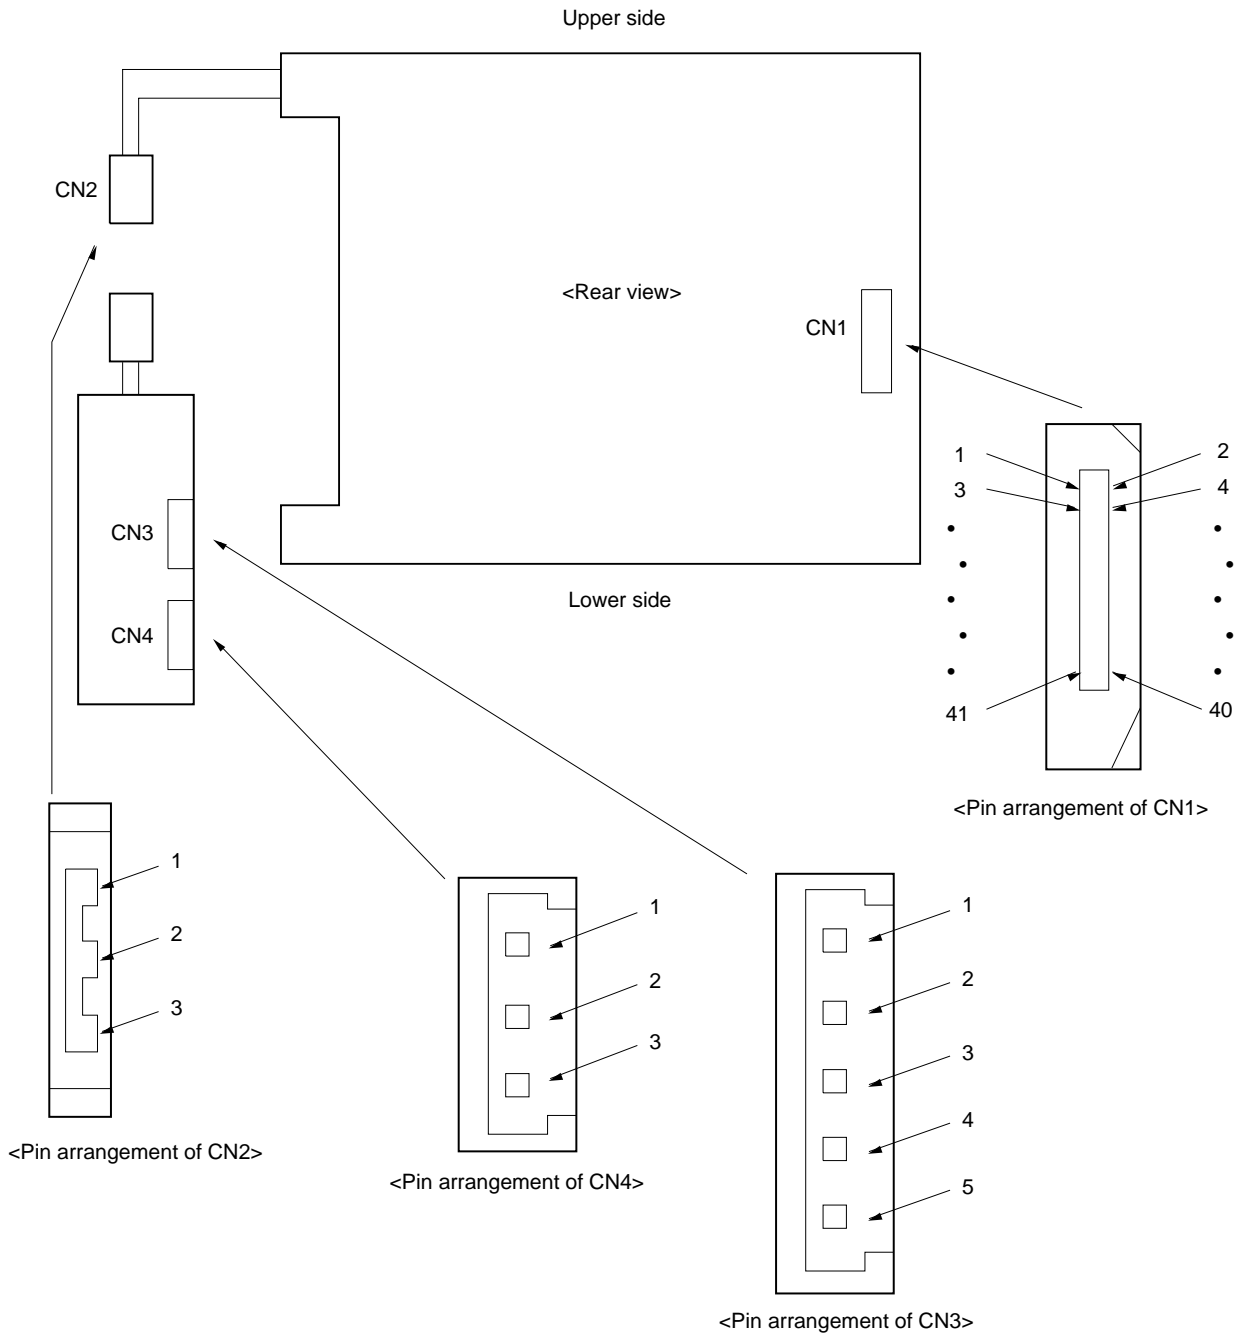 Upper side
CN2
<Rear view>
CN1
1
2
3
4
CN3
CN4
Lower side
41
40
<Pin arrangement of CN1>
1
2
3
<Pin arrangement of CN2>
1
2
3
<Pin arrangement of CN4>
1
2
3
4
5
<Pin arrangement of CN3>